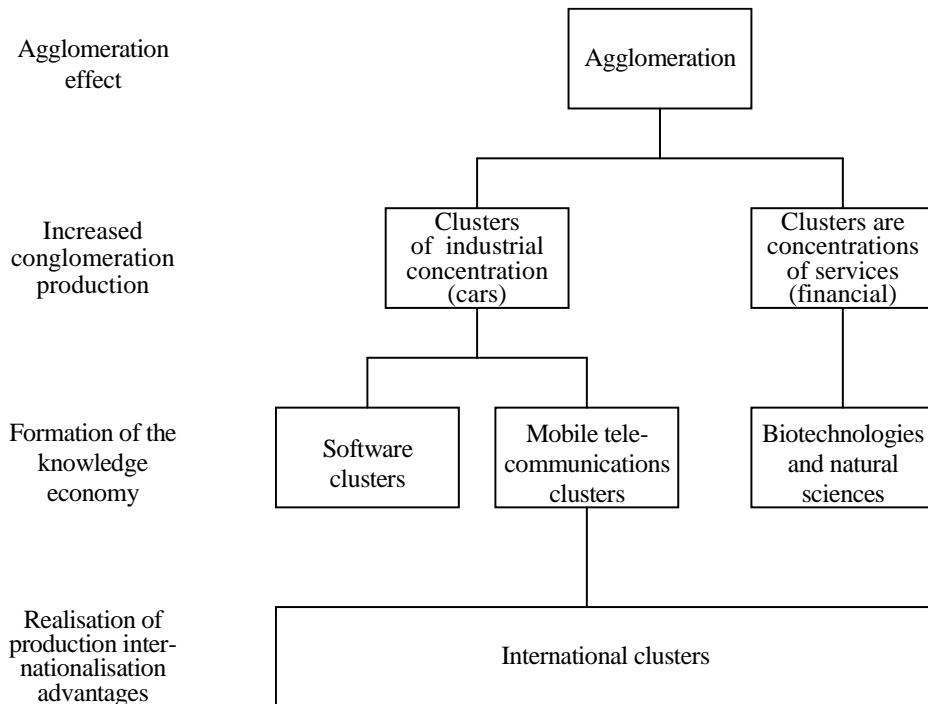 Agglomeration
effect
Agglomeration
Increased
conglomeration
production
Clusters
of industrial
concentration
(cars)
Clusters are
concentrations
of services
(financial)
Formation of the
knowledge
economy
Software
clusters
Mobile tele-
communications
clusters
Biotechnologies
and natural
sciences
Realisation of
production inter-
nationalisation
advantages
International clusters